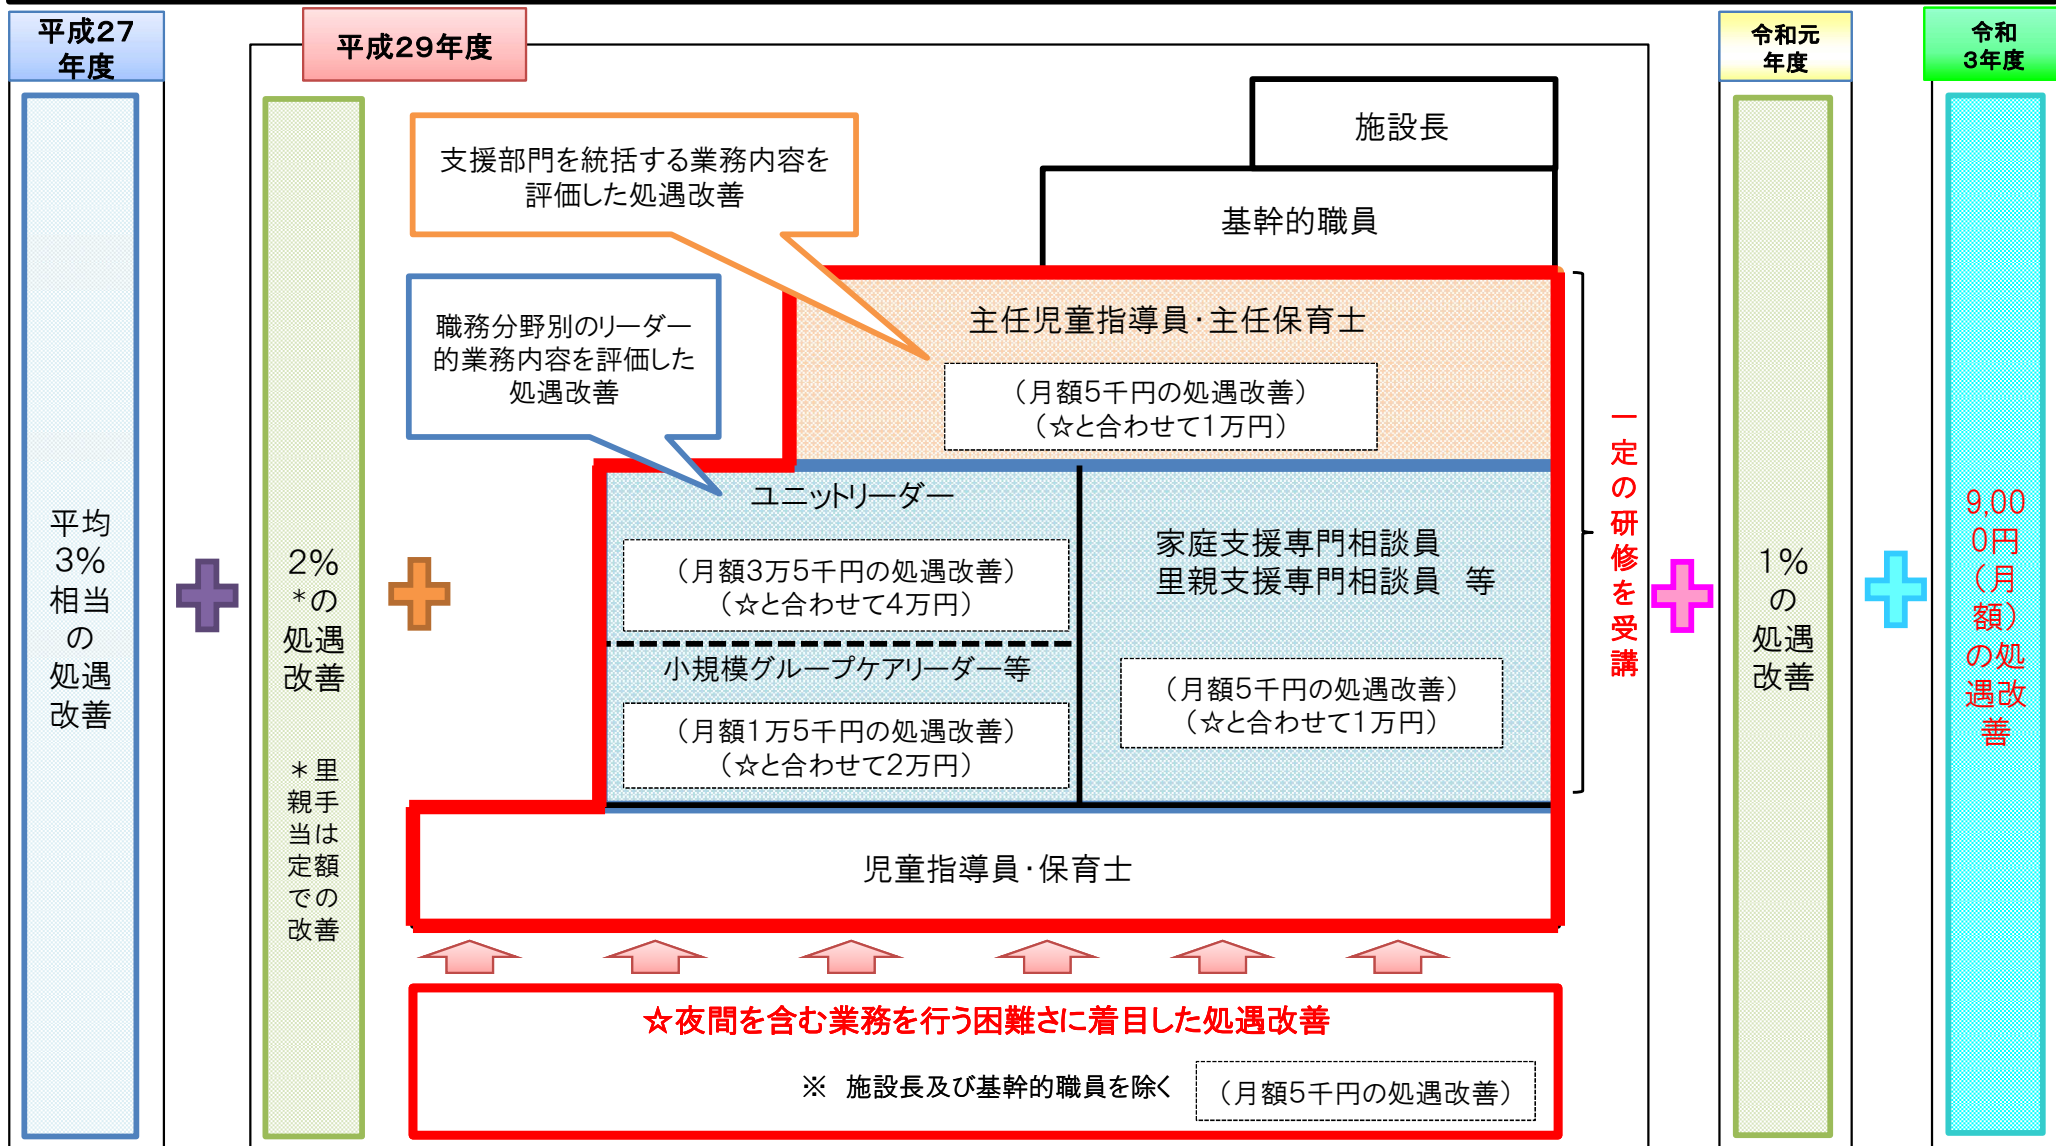 平成27
年度
平均
3%
相当
の
処遇
改善
平成29年度
2%
*の
処遇
改善
*里
親手
当は
定額
での
改善
支援部門を統括する業務内容を
評価した処遇改善
職務分野別のリーダー
的業務内容を評価した
処遇改善
施設長
基幹的職員
主任児童指導員・主任保育士
（月額5千円の処遇改善）
（☆と合わせて1万円）
ユニットリーダー
（月額3万5千円の処遇改善）
（☆と合わせて4万円）
小規模グループケアリーダー等
（月額1万5千円の処遇改善）
（☆と合わせて2万円）
家庭支援専門相談員
里親支援専門相談員　等
（月額5千円の処遇改善）
（☆と合わせて1万円）
児童指導員・保育士
一定の研修を受講
☆夜間を含む業務を行う困難さに着目した処遇改善
※　施設長及び基幹的職員を除く
（月額5千円の処遇改善）
令和元
年度
1%
の
処遇
改善
令和
3年度
9,00
0円
（月
額）
の処
遇改
善